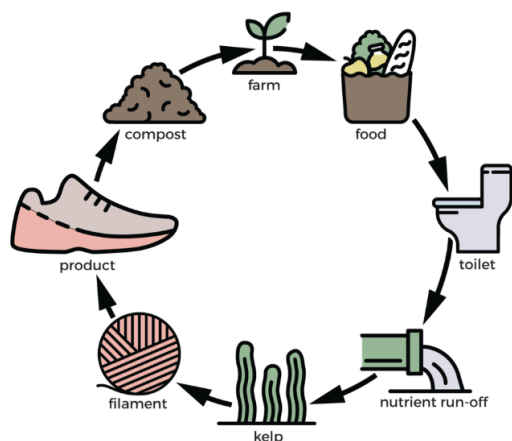 farm
food
toilet
nutrient run-off
kelp
filament
product
compost